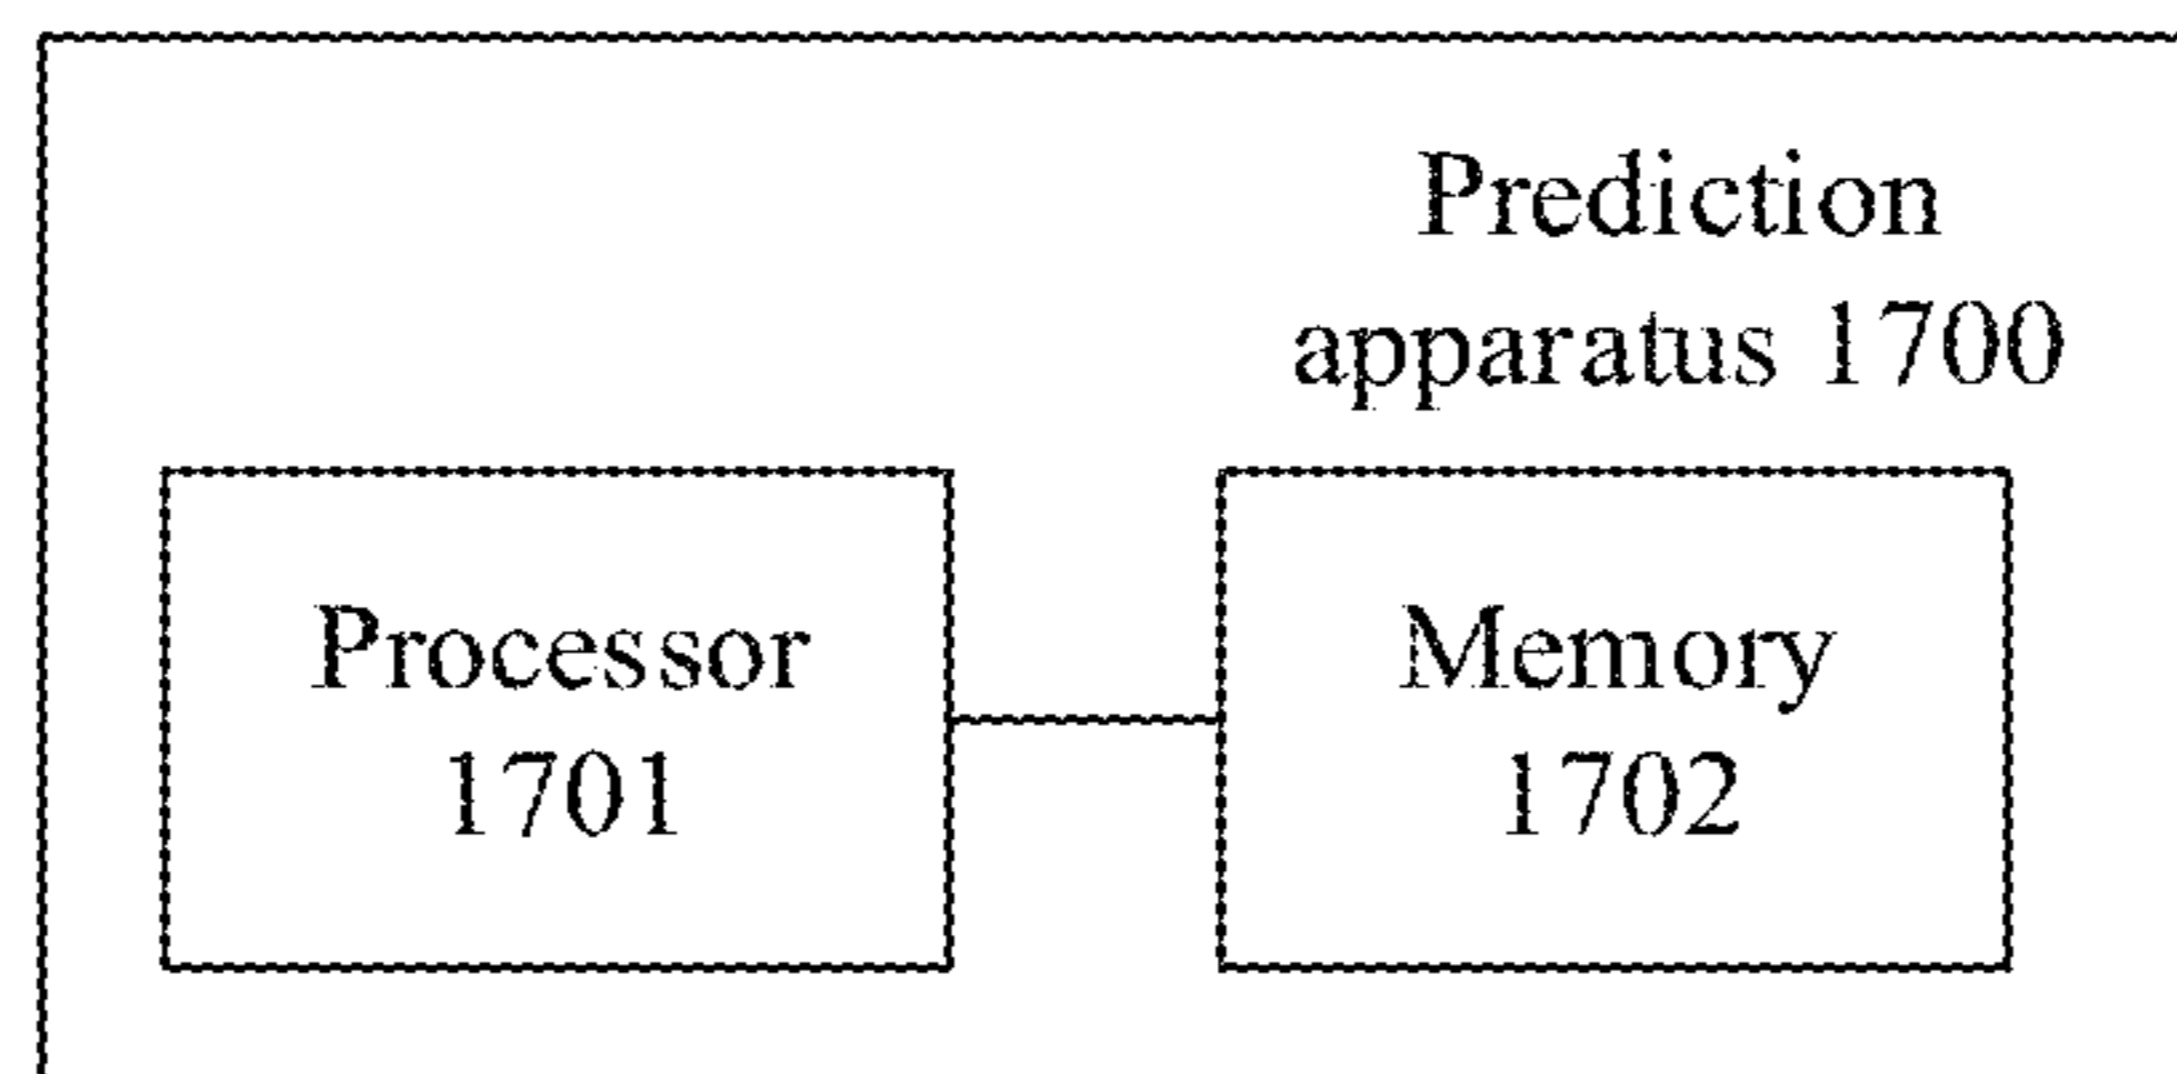 Prediction
apparatus 1700
Processor
1701
Memory
1702